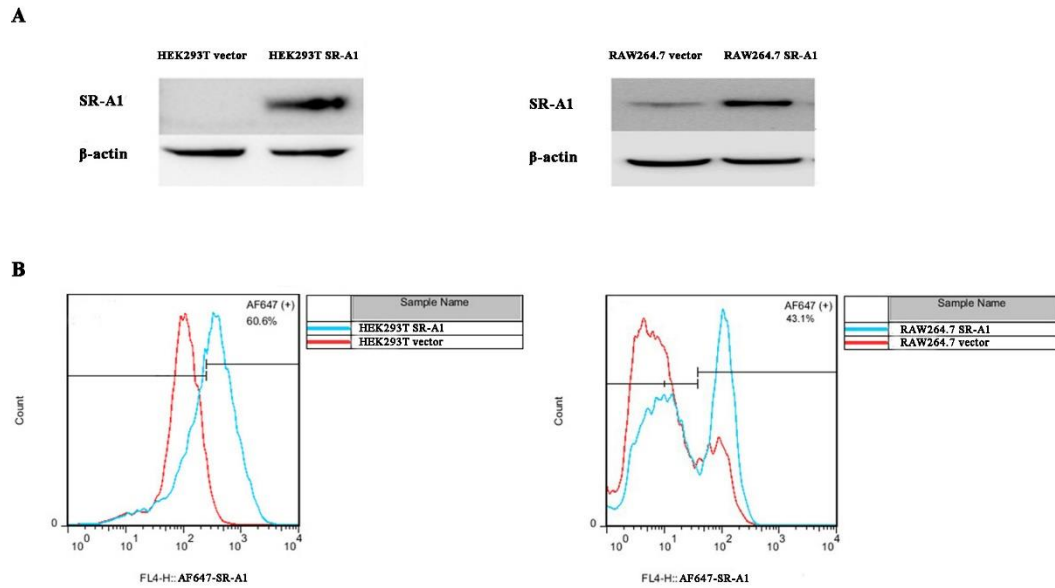 A
HEK293T vector HEK293T SR-A1
SR-A1
β-actin
RAW264.7 vector RAW264.7 SR-A1
SR-A1
β-actin
B
AF647 (+)
60.6%
Count
0
10⁰ 10² 10³ 10⁴
FL4-H:: AF647-SR-A1
Sample Name
HEK293T SR-A1
HEK293T vector
AF647 (+)
43.1%
Count
0
10⁰ 10¹ 10² 10³ 10⁴
FL4-H:: AF647-SR-A1
Sample Name
RAW264.7 SR-A1
RAW264.7 vector